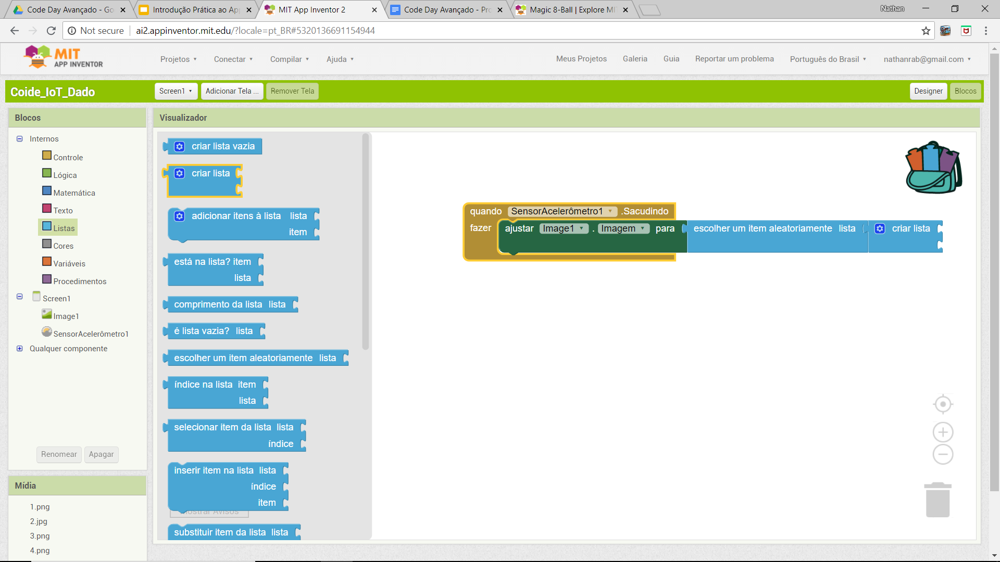 Code Day Avançado - Go
Introdução Prática ao Ap
MIT App Inventor 2
Code Day Avançado - Pro
Magic 8-Ball | Explore MI
Nathan
Not secure
ai2.appinventor.mit.edu/?locale=pt_BR#5320136691154944
MIT
APP INVENTOR
Projetos
Conectar
Compilar
Ajuda
Meus Projetos
Galeria
Guia
Reportar um problema
Português do Brasil
nathanrab@gmail.com
Coide_IoT_Dado
Screen1
Adicionar Tela ...
Remover Tela
Designer
Blocos
Blocos
Internos
Controle
Lógica
Matemática
Texto
Listas
Cores
Variáveis
Procedimentos
Screen1
Image1
SensorAcelerômetro1
Qualquer componente
Renomear
Apagar
Mídia
1.png
2.jpg
3.png
4.png
Visualizador
criar lista vazia
criar lista
adicionar itens à lista lista
item
está na lista? item
lista
comprimento da lista lista
é lista vazia? lista
escolher um item aleatoriamente lista
índice na lista item
lista
selecionar item da lista lista
índice
inserir item na lista lista
índice
item
Mostrar Avisos
substituir item da lista lista
quando SensorAcelerômetro1 .Sacudindo
fazer ajustar Image1 . Imagem para escolher um item aleatoriamente lista criar lista